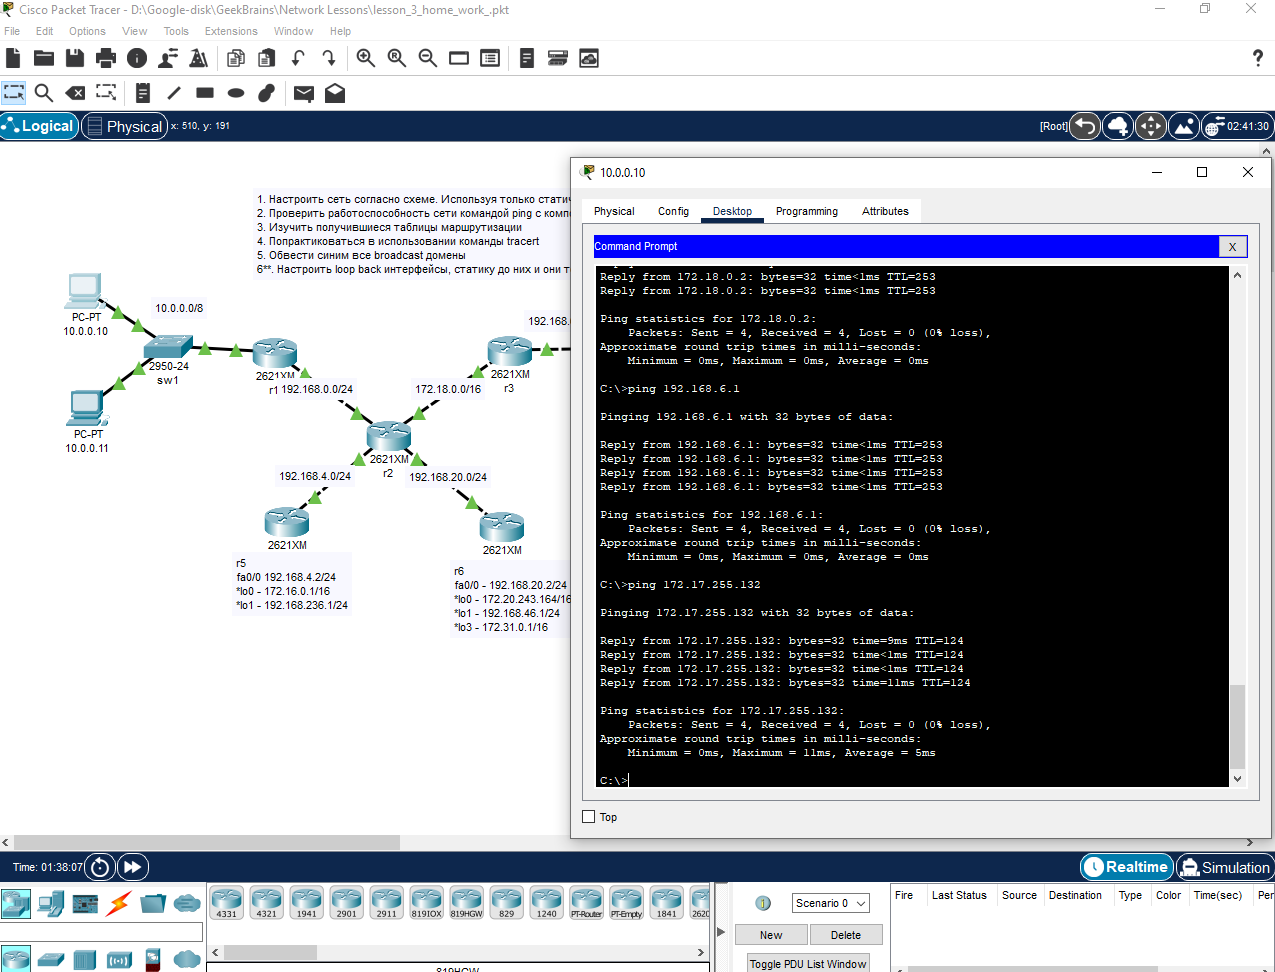 Cisco Packet Tracer - D:\Google-disk\GeekBrains\Network Lessons\lesson_3_home_work_.pkt
File Edit Options View Tools Extensions Window Help
Logical Physical x: 510, y: 191
[Root] 02:41:30
1. Настроить сеть согласно схеме. Используя только стати
2. Проверить работоспособность сети командой ping с комп
3. Изучить получившиеся таблицы маршрутизации
4. Попрактиковаться в использовании команды tracert
5. Обвести синим все broadcast домены
6**. Настроить loop back интерфейсы, статику до них и они т
PC-PT
10.0.0.10
10.0.0.0/8
2950-24
sw1
PC-PT
10.0.0.11
2621XM
r1
192.168.0.0/24
192.168.
2621XM
r3
172.18.0.0/16
2621XM
r2
192.168.4.0/24
192.168.20.0/24
2621XM
r5
fa0/0 192.168.4.2/24
*lo0 - 172.16.0.1/16
*lo1 - 192.168.236.1/24
2621XM
r6
fa0/0 - 192.168.20.2/24
*lo0 - 172.20.243.164/16
*lo1 - 192.168.46.1/24
*lo3 - 172.31.0.1/16
10.0.0.10
Physical Config Desktop Programming Attributes
Command Prompt X
Reply from 172.18.0.2: bytes=32 time<1ms TTL=253
Reply from 172.18.0.2: bytes=32 time<1ms TTL=253
Ping statistics for 172.18.0.2:
Packets: Sent = 4, Received = 4, Lost = 0 (0% loss),
Approximate round trip times in milli-seconds:
Minimum = 0ms, Maximum = 0ms, Average = 0ms
C:\>ping 192.168.6.1
Pinging 192.168.6.1 with 32 bytes of data:
Reply from 192.168.6.1: bytes=32 time<1ms TTL=253
Reply from 192.168.6.1: bytes=32 time<1ms TTL=253
Reply from 192.168.6.1: bytes=32 time<1ms TTL=253
Reply from 192.168.6.1: bytes=32 time<1ms TTL=253
Ping statistics for 192.168.6.1:
Packets: Sent = 4, Received = 4, Lost = 0 (0% loss),
Approximate round trip times in milli-seconds:
Minimum = 0ms, Maximum = 0ms, Average = 0ms
C:\>ping 172.17.255.132
Pinging 172.17.255.132 with 32 bytes of data:
Reply from 172.17.255.132: bytes=32 time=9ms TTL=124
Reply from 172.17.255.132: bytes=32 time<1ms TTL=124
Reply from 172.17.255.132: bytes=32 time<1ms TTL=124
Reply from 172.17.255.132: bytes=32 time=11ms TTL=124
Ping statistics for 172.17.255.132:
Packets: Sent = 4, Received = 4, Lost = 0 (0% loss),
Approximate round trip times in milli-seconds:
Minimum = 0ms, Maximum = 11ms, Average = 5ms
C:\>
Top
Time: 01:38:07
Realtime Simulation
4331 4321 1941 2901 2911 819IOX 819HGW 829 1240 PT-Router PT-Empty 1841 2620
819HGW
Scenario 0
New Delete
Toggle PDU List Window
Fire Last Status Source Destination Type Color Time(sec) Per